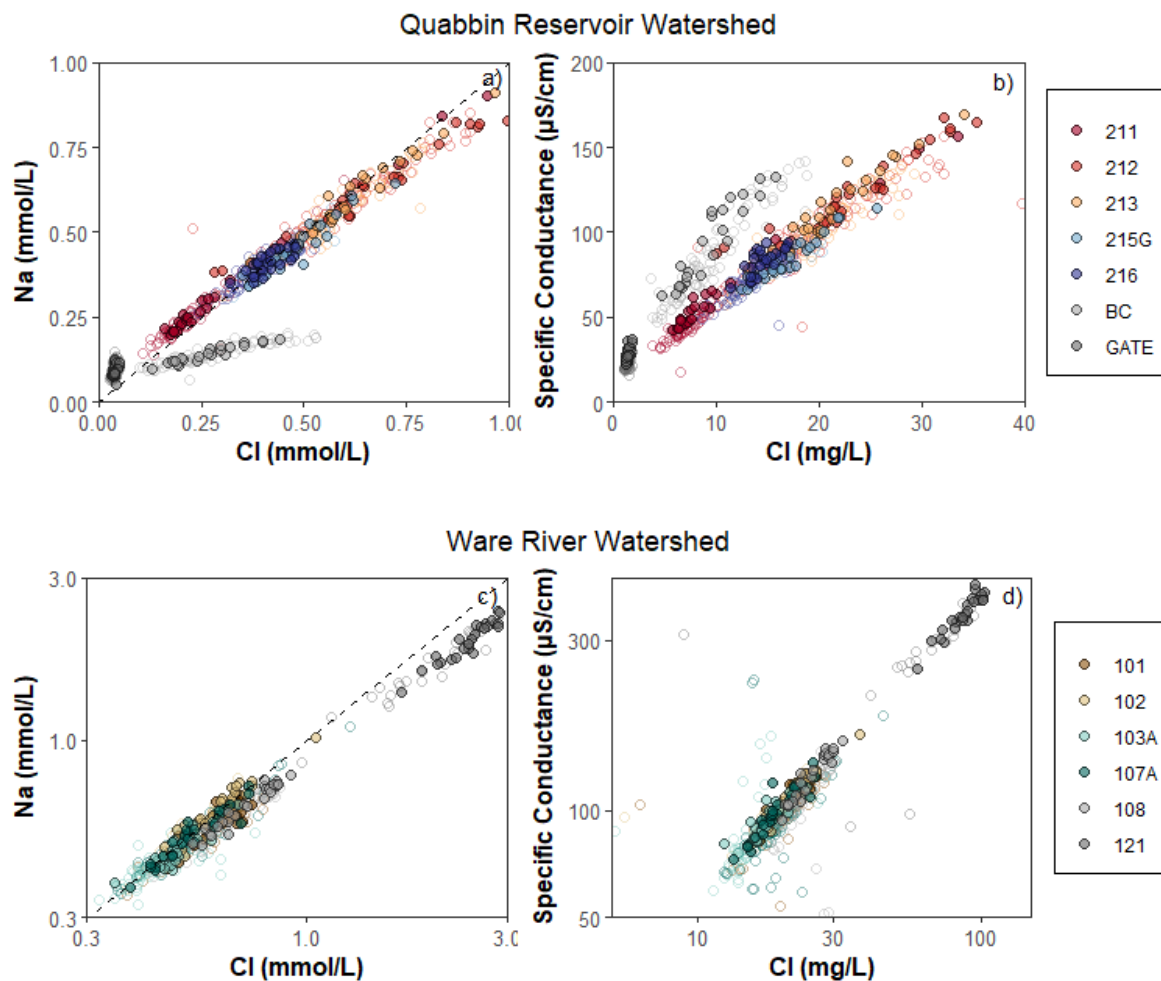 Quabbin Reservoir Watershed
a)
Na (mmol/L)
1.00
0.75
0.50
0.25
0.00
0.00 0.25 0.50 0.75 1.00
Cl (mmol/L)
b)
Specific Conductance (µS/cm)
200
150
100
50
0
0 10 20 30 40
Cl (mg/L)
211
212
213
215G
216
BC
GATE
Ware River Watershed
c)
Na (mmol/L)
3.0
1.0
0.3
0.3 1.0 3.0
Cl (mmol/L)
d)
Specific Conductance (µS/cm)
300
100
50
10 30 100
Cl (mg/L)
101
102
103A
107A
108
121